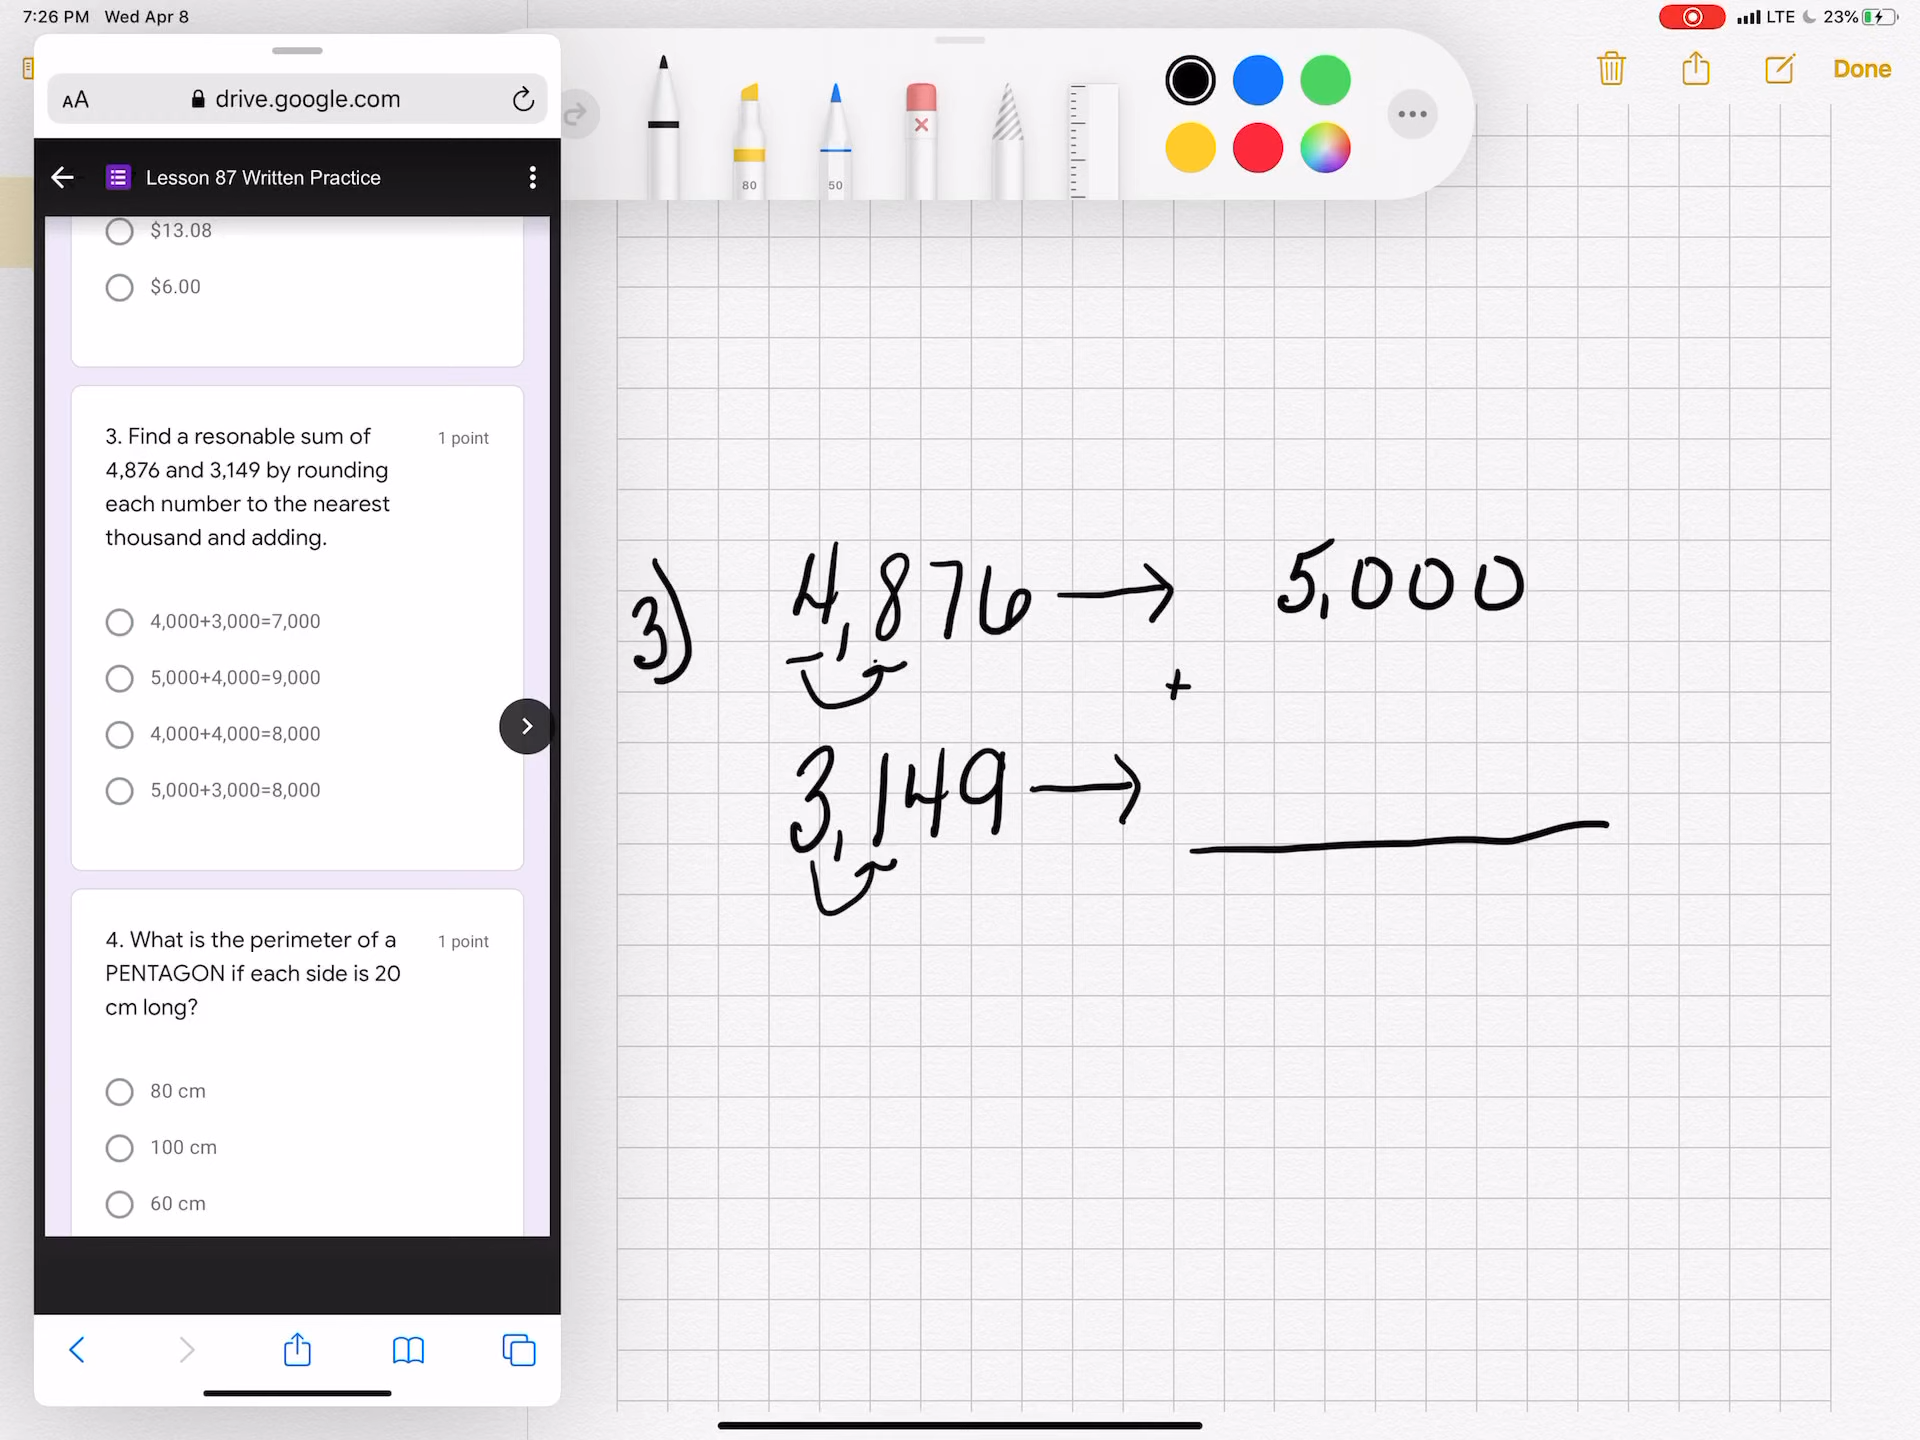 7:26 PM Wed Apr 8
LTE 23%
AA drive.google.com
Done
80
50
Lesson 87 Written Practice
$13.08
$6.00
3. Find a resonable sum of
4,876 and 3,149 by rounding
each number to the nearest
thousand and adding.
1 point
4,000+3,000=7,000
5,000+4,000=9,000
4,000+4,000=8,000
5,000+3,000=8,000
4. What is the perimeter of a
PENTAGON if each side is 20
cm long?
1 point
80 cm
100 cm
60 cm
3) 4,876 → 5,000
+
3,149 →